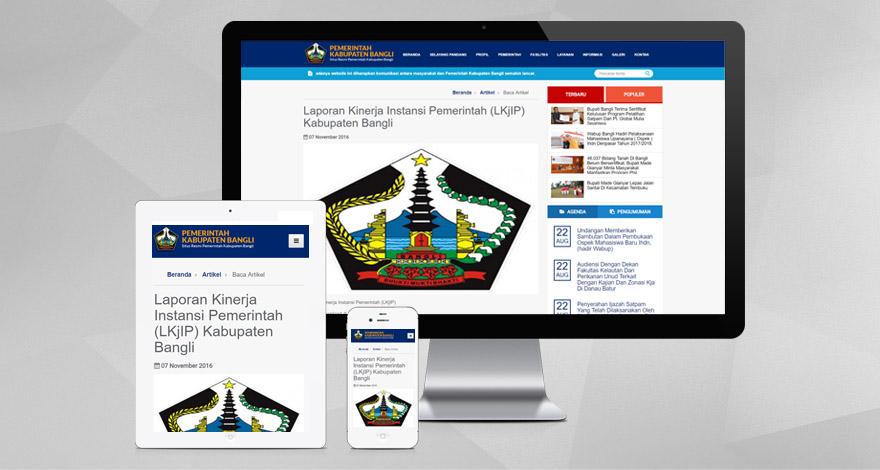 PEMERINTAH
KABUPATEN BANGLI
Situs Resmi Pemerintah Kabupaten Bangli
BERANDA SELAYANG PANDANG PROFIL PEMERINTAH FASILITAS LAYANAN INFORMASI GALERI KONTAK
adanya website ini diharapkan komunikasi antara masyarakat dan Pemerintah Kabupaten Bangli semakin lancar.
Pencarian Berita
Beranda › Artikel › Baca Artikel
Laporan Kinerja Instansi Pemerintah (LKjIP)
Kabupaten Bangli
07 November 2016
BANGLI
BHUKTI MUKTI BHAKTI
Kinerja Instansi Pemerintah (LKjIP)
TERBARU POPULER
Bupati Bangli Terima Sertifikat
Kelulusan Program Pelatihan
Satpam Dari Pt. Global Mulia
Sejahtera
Wabup Bangli Hadiri Pelaksanaan
Mahasiswa Upanayana ( Ospek )
Ihdn Denpasar Tahun 2017/2018.
46.037 Bidang Tanah Di Bangli
Belum Bersertifikat, Bupati Made
Gianyar Minta Masyarakat
Manfaatkan Program Ptsl
Bupati Made Gianyar Lepas Jalan
Santai Di Kecamatan Tembuku
AGENDA PENGUMUMAN
22
AUG
Undangan Memberikan
Sambutan Dalam Pembukaan
Ospek Mahasiswa Baru Ihdn,
(hadir Wabup)
22
AUG
Audiensi Dengan Dekan
Fakultas Kelautan Dan
Perikanan Unud Terkait
Dengan Kajian Dan Zonasi Kja
Di Danau Batur
22
AUG
Penyerahan Ijazah Satpam
Yang Telah Dilaksanakan Oleh
PEMERINTAH
KABUPATEN BANGLI
Situs Resmi Pemerintah Kabupaten Bangli
Beranda › Artikel › Baca Artikel
Laporan Kinerja
Instansi Pemerintah
(LKjIP) Kabupaten
Bangli
07 November 2016
PEMERINTAH
KABUPATEN BANGLI
Beranda › Artikel › Baca Artikel
Laporan Kinerja
Instansi Pemerintah
(LKjIP) Kabupaten
Bangli
07 November 2016